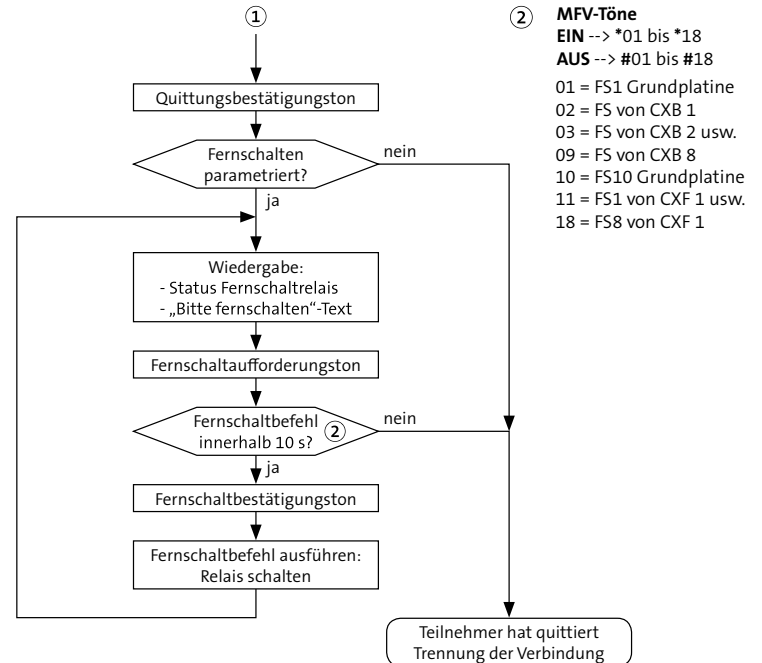 1
Quittungsbestätigungston
Fernschalten
parametriert?
nein
ja
Wiedergabe:
- Status Fernschaltrelais
- „Bitte fernschalten“-Text
Fernschaltaufforderungston
Fernschaltbefehl
innerhalb 10 s?
2
nein
ja
Fernschaltbestätigungston
Fernschaltbefehl ausführen:
Relais schalten
Teilnehmer hat quittiert
Trennung der Verbindung
2
MFV-Töne
EIN --> *01 bis *18
AUS --> #01 bis #18
01 = FS1 Grundplatine
02 = FS von CXB 1
03 = FS von CXB 2 usw.
09 = FS von CXB 8
10 = FS10 Grundplatine
11 = FS1 von CXF 1 usw.
18 = FS8 von CXF 1